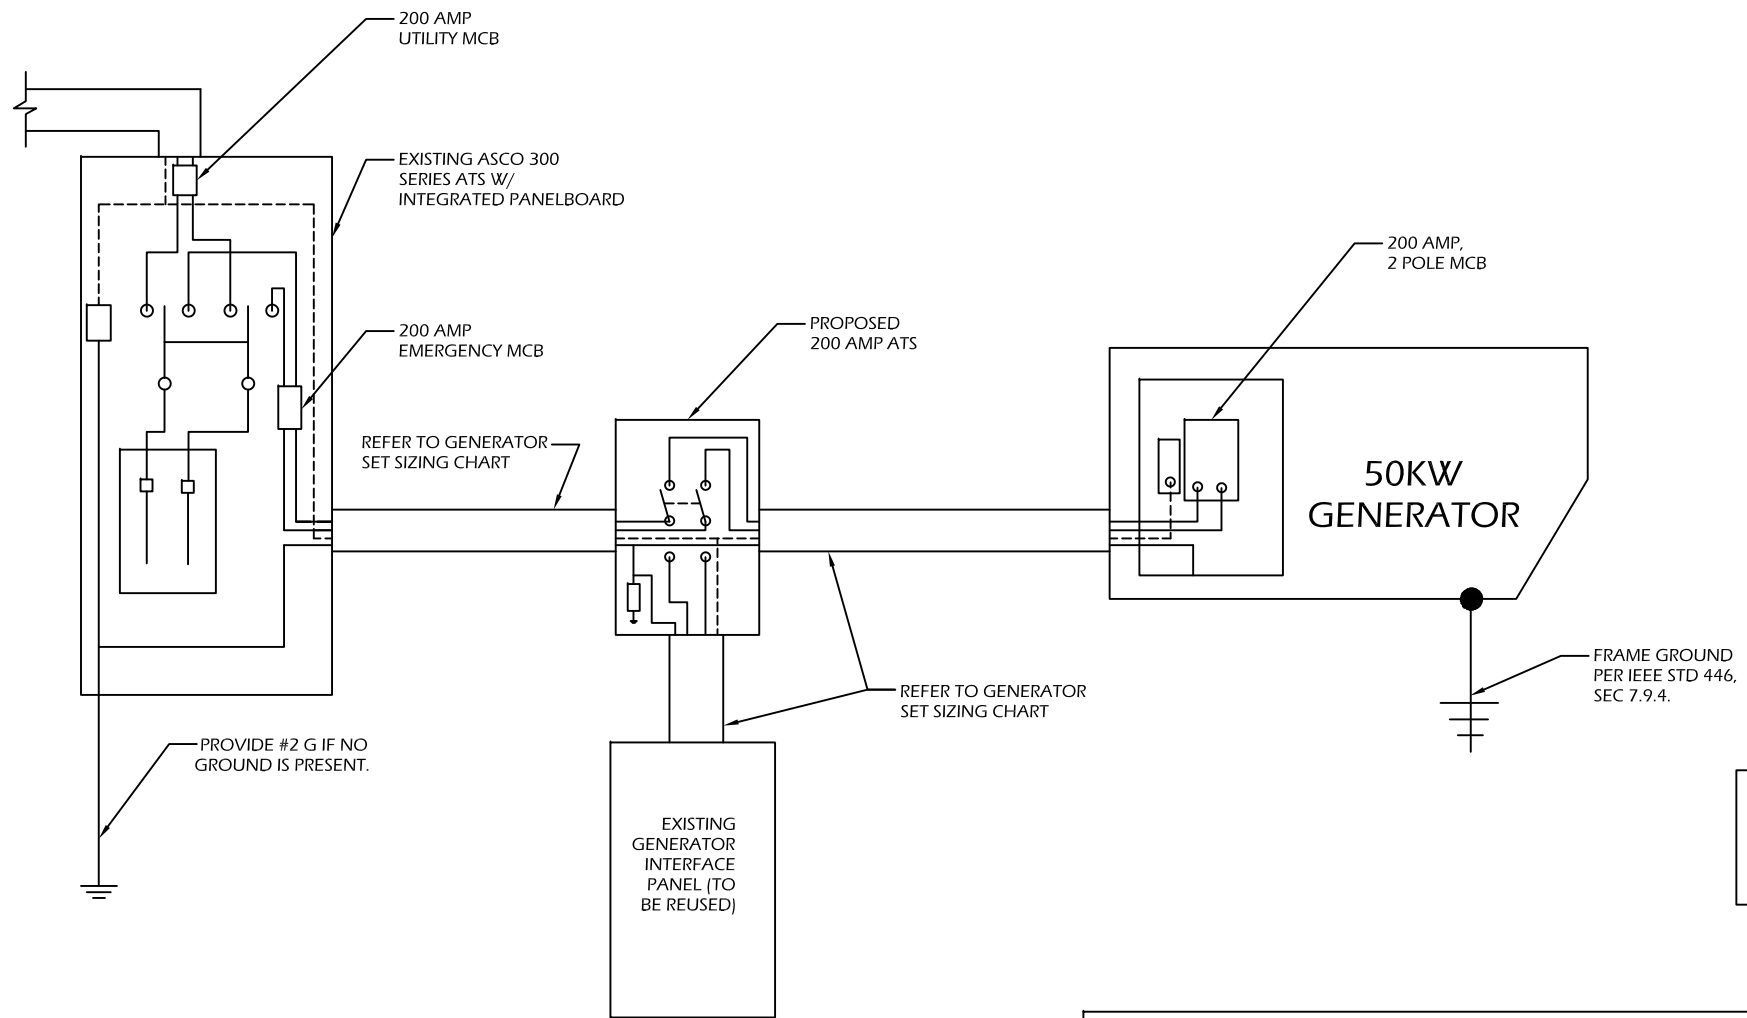 200 AMP
UTILITY MCB
EXISTING ASCO 300
SERIES ATS W/
INTEGRATED PANELBOARD
200 AMP,
2 POLE MCB
200 AMP
EMERGENCY MCB
PROPOSED
200 AMP ATS
REFER TO GENERATOR
SET SIZING CHART
50KW
GENERATOR
FRAME GROUND
PER IEEE STD 446,
SEC 7.9.4.
REFER TO GENERATOR
SET SIZING CHART
PROVIDE #2 G IF NO
GROUND IS PRESENT.
EXISTING
GENERATOR
INTERFACE
PANEL (TO
BE REUSED)